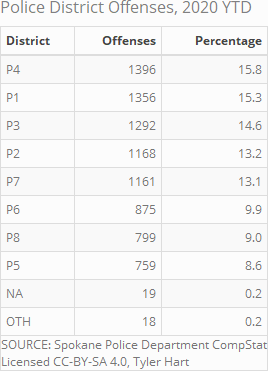 Police District Offenses, 2020 YTD
District Offenses Percentage
P4 1396 15.8
P1 1356 15.3
P3 1292 14.6
P2 1168 13.2
P7 1161 13.1
P6 875 9.9
P8 799 9.0
P5 759 8.6
NA 19 0.2
OTH 18 0.2
SOURCE: Spokane Police Department CompStat
Licensed CC-BY-SA 4.0, Tyler Hart